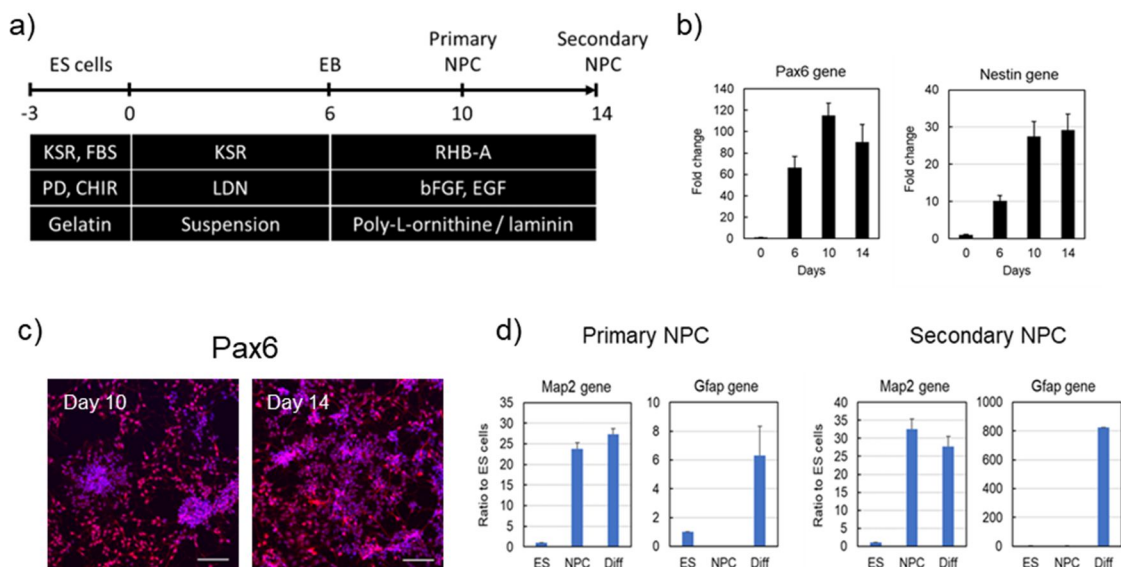 a)
ES cells
EB
Primary
NPC
Secondary
NPC
-3
0
6
10
14
KSR, FBS
KSR
RHB-A
PD, CHIR
LDN
bFGF, EGF
Gelatin
Suspension
Poly-L-ornithine / laminin
b)
Pax6 gene
Fold change
140
120
100
80
60
40
20
0
0 6 10 14
Days
Nestin gene
Fold change
40
30
20
10
0
0 6 10 14
Days
c)
Pax6
Day 10
Day 14
d)
Primary NPC
Map2 gene
Ratio to ES cells
35
30
25
20
15
10
5
0
ES NPC Diff
Gfap gene
8
6
4
2
0
ES NPC Diff
Secondary NPC
Map2 gene
Ratio to ES cells
40
35
30
25
20
15
10
5
0
ES NPC Diff
Gfap gene
1000
800
600
400
200
0
ES NPC Diff